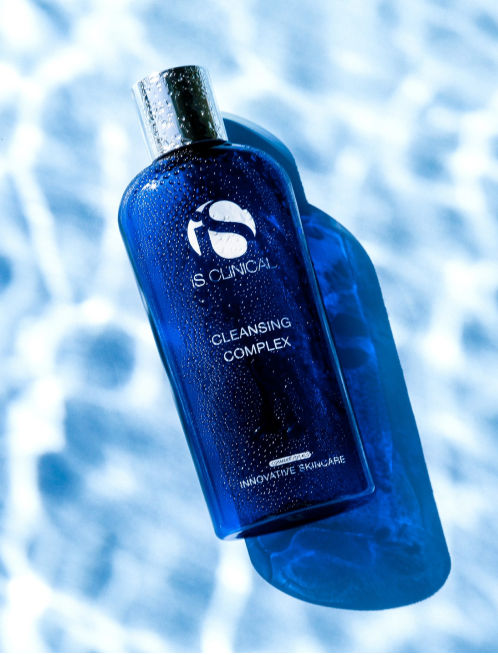 iS
iS CLINICAL
CLEANSING
COMPLEX
INNOVATIVE SKINCARE